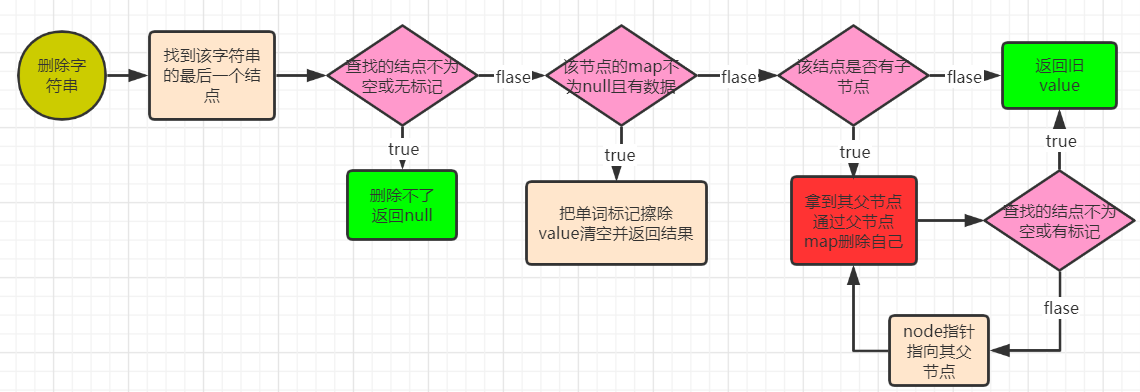 删除字
符串
找到该字符串
的最后一个结
点
查找的结点不为
空或无标记
flase
该节点的map不
为null且有数据
flase
该结点是否有子
节点
flase
返回旧
value
true
true
true
true
删除不了
返回null
把单词标记擦除
value清空并返回结果
拿到其父节点
通过父节点
map删除自己
查找的结点不为
空或有标记
flase
node指针
指向其父
节点